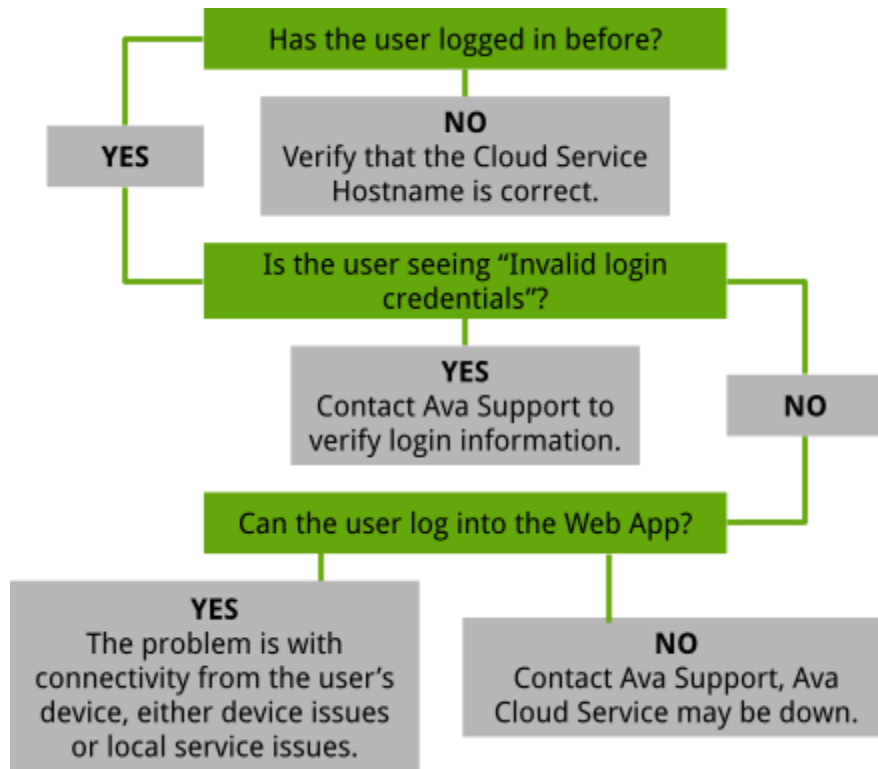 Has the user logged in before?
NO
Verify that the Cloud Service
Hostname is correct.
YES
Is the user seeing “Invalid login
credentials”?
YES
Contact Ava Support to
verify login information.
NO
Can the user log into the Web App?
YES
The problem is with
connectivity from the user’s
device, either device issues
or local service issues.
NO
Contact Ava Support, Ava
Cloud Service may be down.